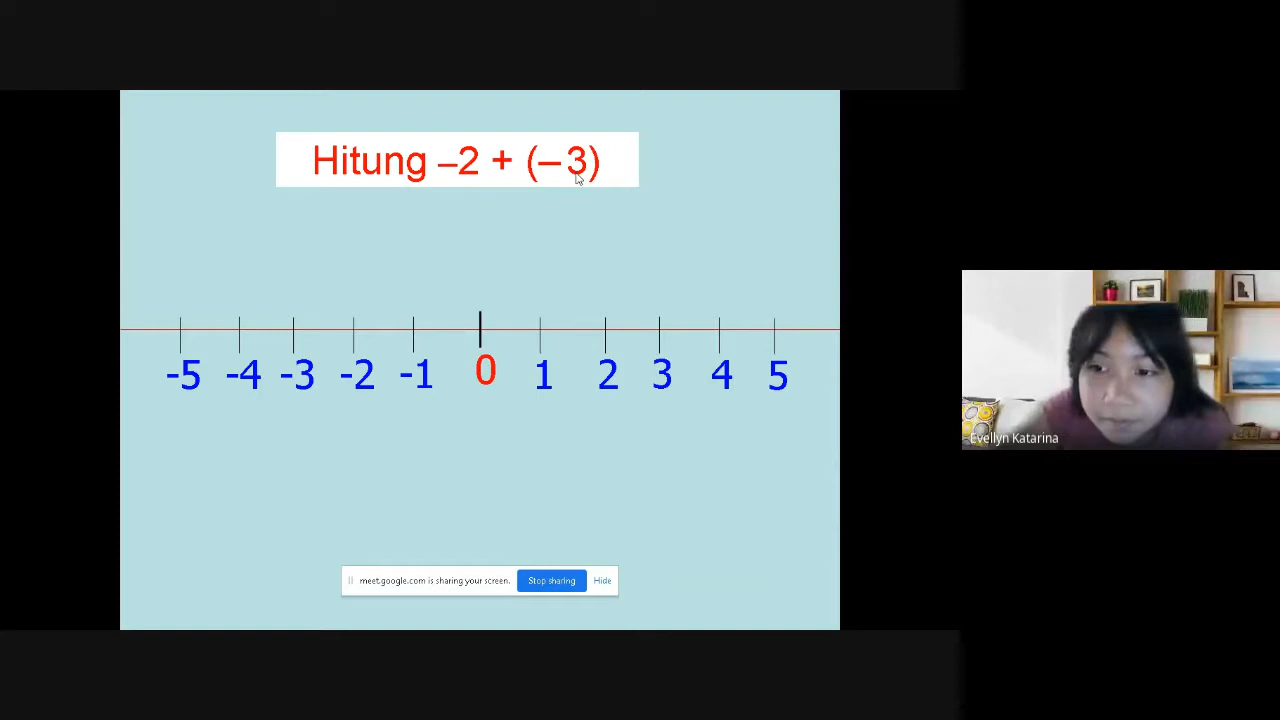 Hitung –2 + (– 3)
-5 -4 -3 -2 -1 0 1 2 3 4 5
Evellyn Katarina
meet.google.com is sharing your screen. Stop sharing Hide